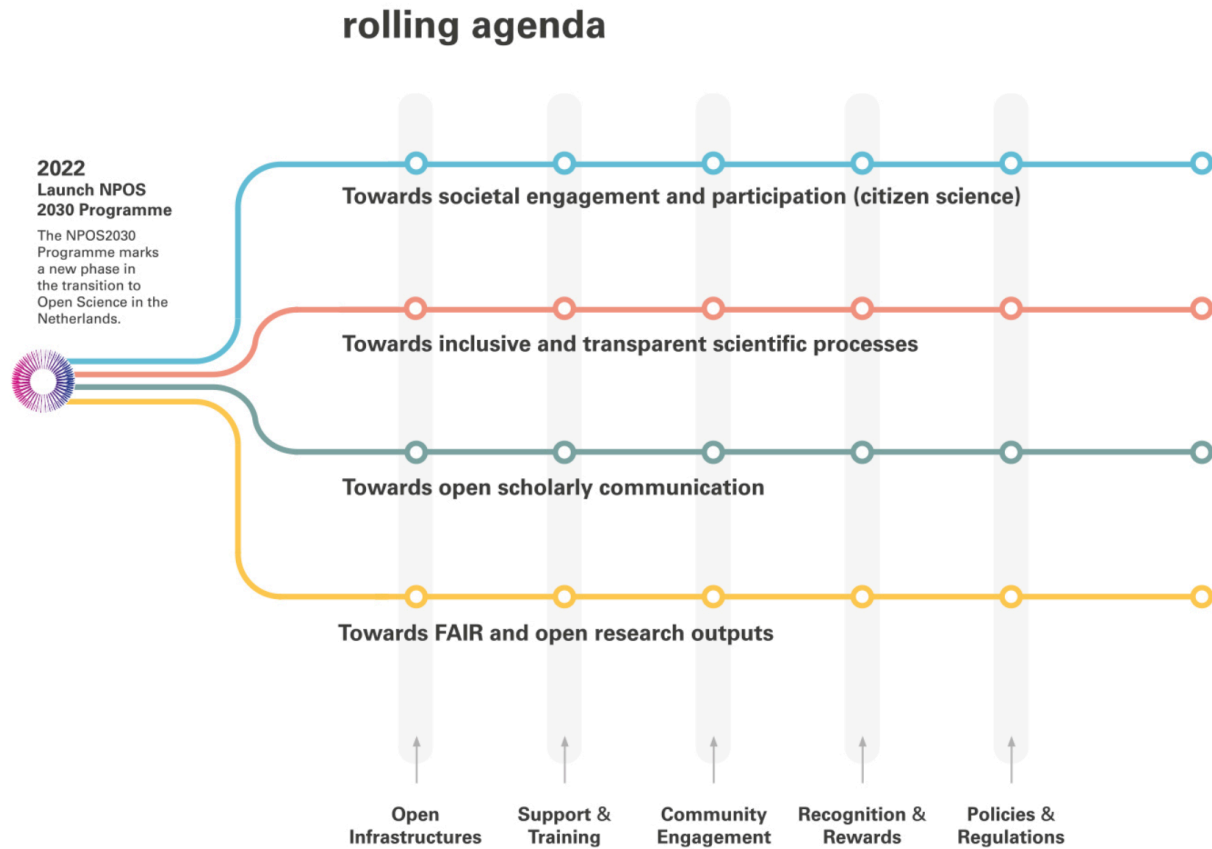 rolling agenda
2022
Launch NPOS
2030 Programme
The NPOS2030
Programme marks
a new phase in
the transition to
Open Science in the
Netherlands.
Towards societal engagement and participation (citizen science)
Towards inclusive and transparent scientific processes
Towards open scholarly communication
Towards FAIR and open research outputs
Open
Infrastructures
Support &
Training
Community
Engagement
Recognition &
Rewards
Policies &
Regulations